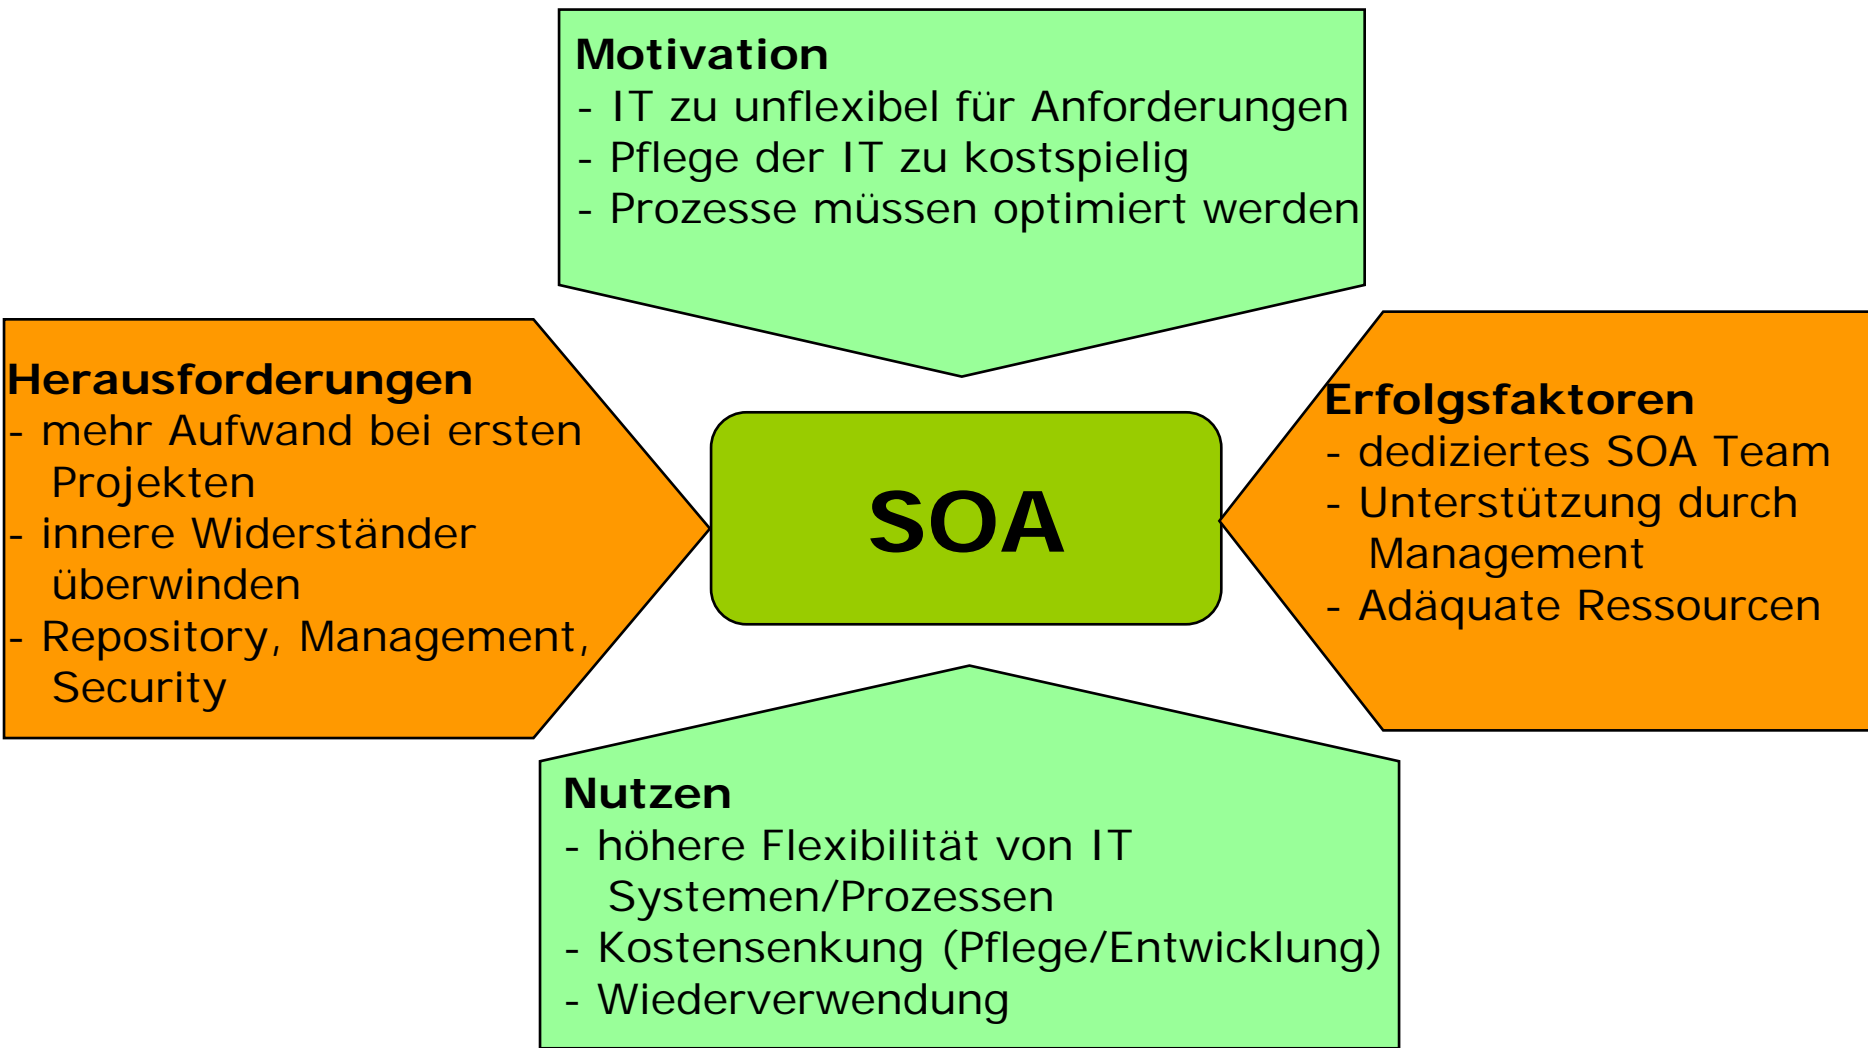 Motivation
- IT zu unflexibel für Anforderungen
- Pflege der IT zu kostspielig
- Prozesse müssen optimiert werden
Herausforderungen
- mehr Aufwand bei ersten
Projekten
- innere Widerständer
überwinden
- Repository, Management,
Security
SOA
Erfolgsfaktoren
- dediziertes SOA Team
- Unterstützung durch
Management
- Adäquate Ressourcen
Nutzen
- höhere Flexibilität von IT
Systemen/Prozessen
- Kostensenkung (Pflege/Entwicklung)
- Wiederverwendung